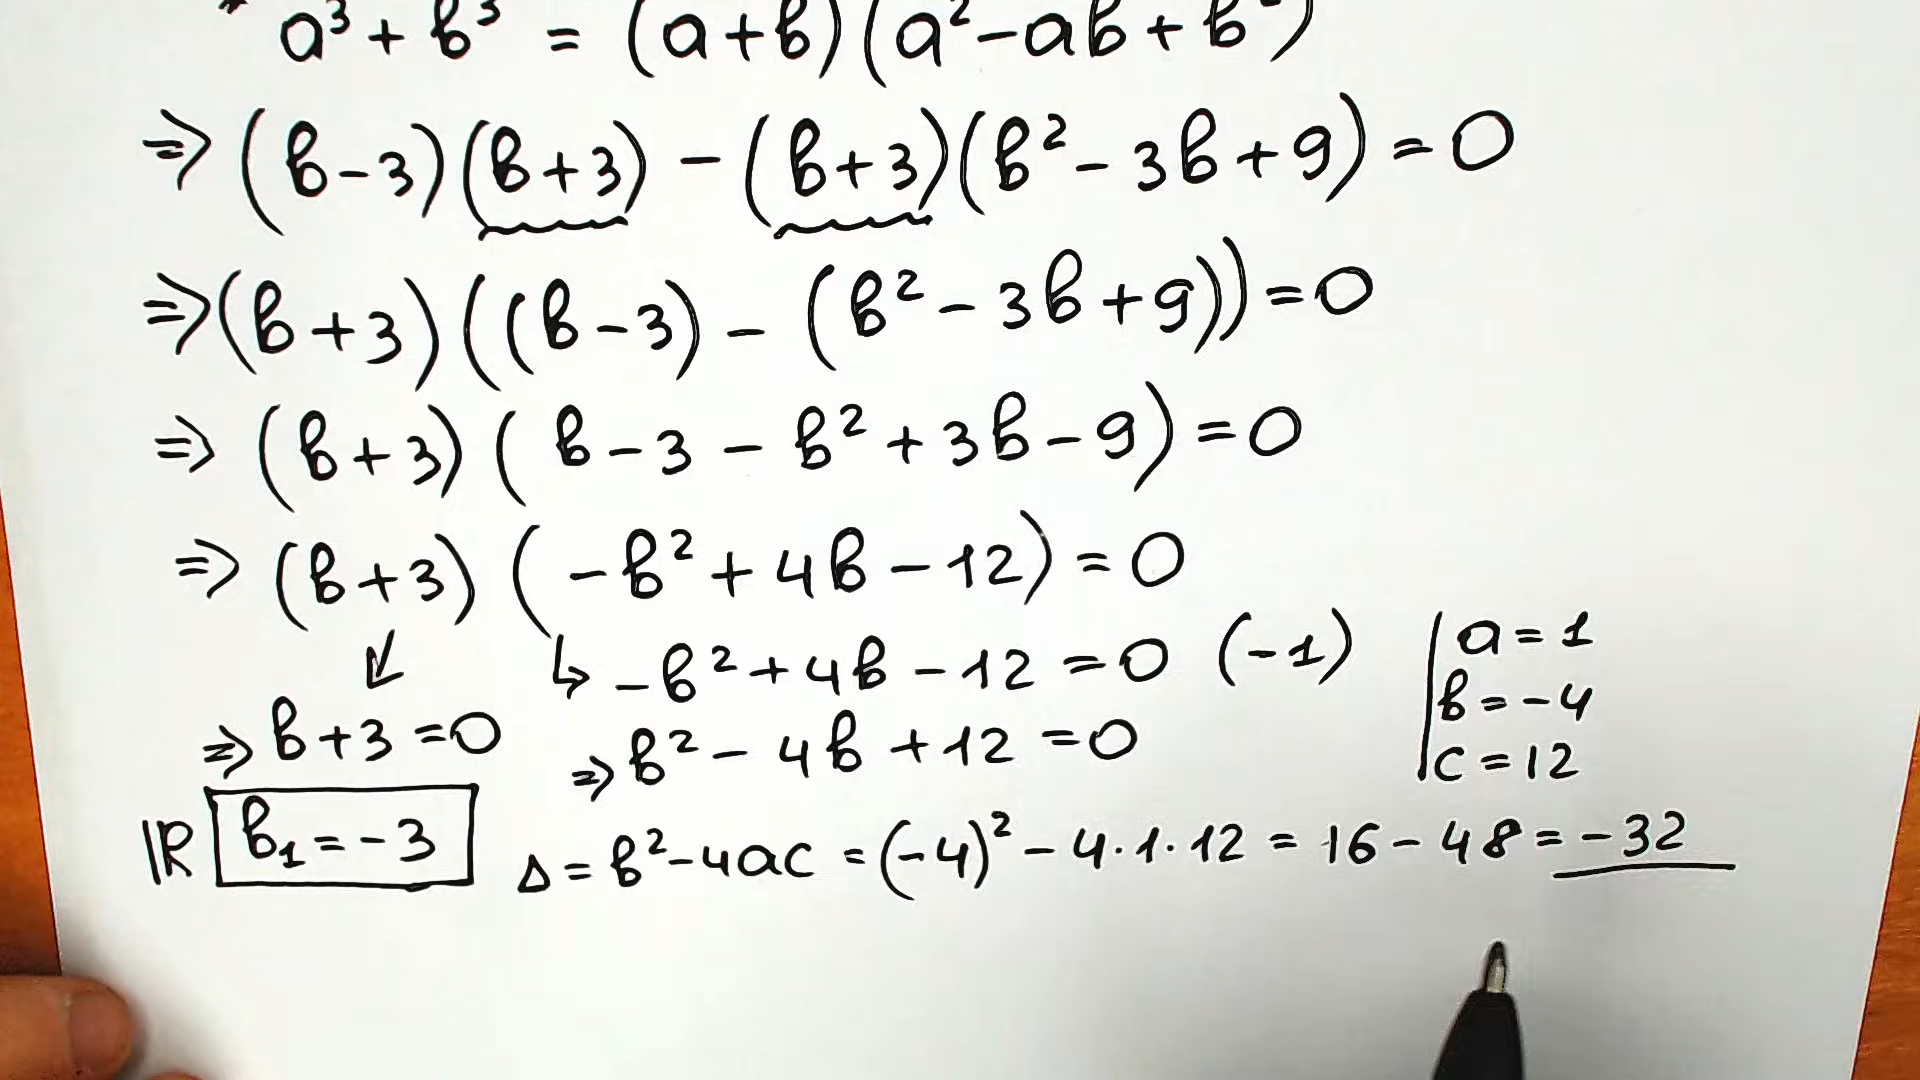 * a³ + b³ = (a+b)(a²-ab+b²)
⇒ (b-3)(b+3) - (b+3)(b²-3b+9) = 0
⇒ (b+3)((b-3) - (b²-3b+9)) = 0
⇒ (b+3)(b-3-b²+3b-9) = 0
⇒ (b+3)(-b²+4b-12) = 0
↙ ↳ -b²+4b-12 = 0 (-1)
⇒ b+3 = 0
⇒ b²-4b+12 = 0
| a = 1
b = -4
c = 12
ℝ b₁ = -3
Δ = b²-4ac = (-4)² - 4·1·12 = 16 - 48 = -32